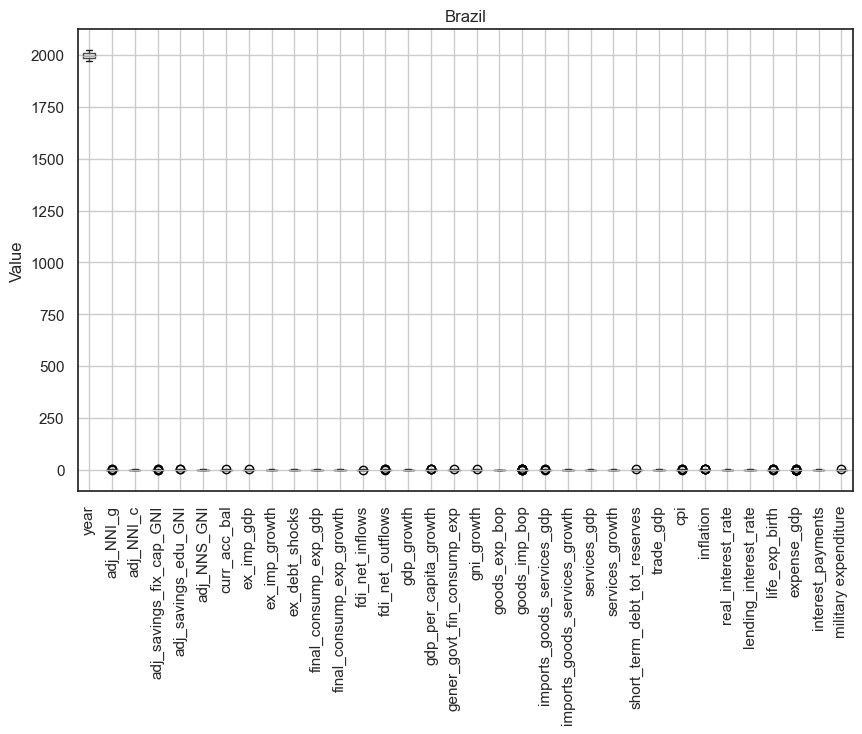 Brazil
Value
2000
1750
1500
1250
1000
750
500
250
0
year
adj_NNI_g
adj_NNI_c
adj_savings_fix_cap_GNI
adj_savings_edu_GNI
adj_NNS_GNI
curr_acc_bal
ex_imp_gdp
ex_imp_growth
ex_debt_shocks
final_consump_exp_gdp
final_consump_exp_growth
fdi_net_inflows
fdi_net_outflows
gdp_growth
gdp_per_capita_growth
gener_govt_fin_consump_exp
gni_growth
goods_exp_bop
goods_imp_bop
imports_goods_services_gdp
imports_goods_services_growth
services_gdp
services_growth
short_term_debt_tot_reserves
trade_gdp
cpi
inflation
real_interest_rate
lending_interest_rate
life_exp_birth
expense_gdp
interest_payments
military expenditure